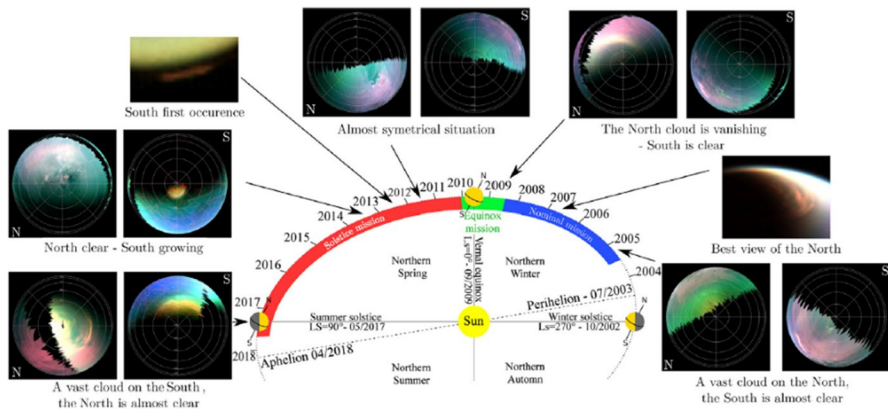 S
N
South first occurence
N
S
Almost symetrical situation
N
S
The North cloud is vanishing
- South is clear
N
S
North clear - South growing
Best view of the North
N
S
A vast cloud on the South,
the North is almost clear
N
S
A vast cloud on the North,
the South is almost clear
2018
2017
2016
2015
2014
2013
2012
2011
2010
2009
2008
2007
2006
2005
2004
Solstice mission
Equinox
mission
Nominal mission
N
S
N
S
N
S
Northern
Spring
Northern
Winter
Vernal equinox
Ls=0°- 09/2009
Perihelion - 07/2003
Summer solstice
LS=90°- 05/2017
Sun
Winter solstice
Ls=270°- 10/2002
Aphelion 04/2018
Northern
Summer
Northern
Autumn